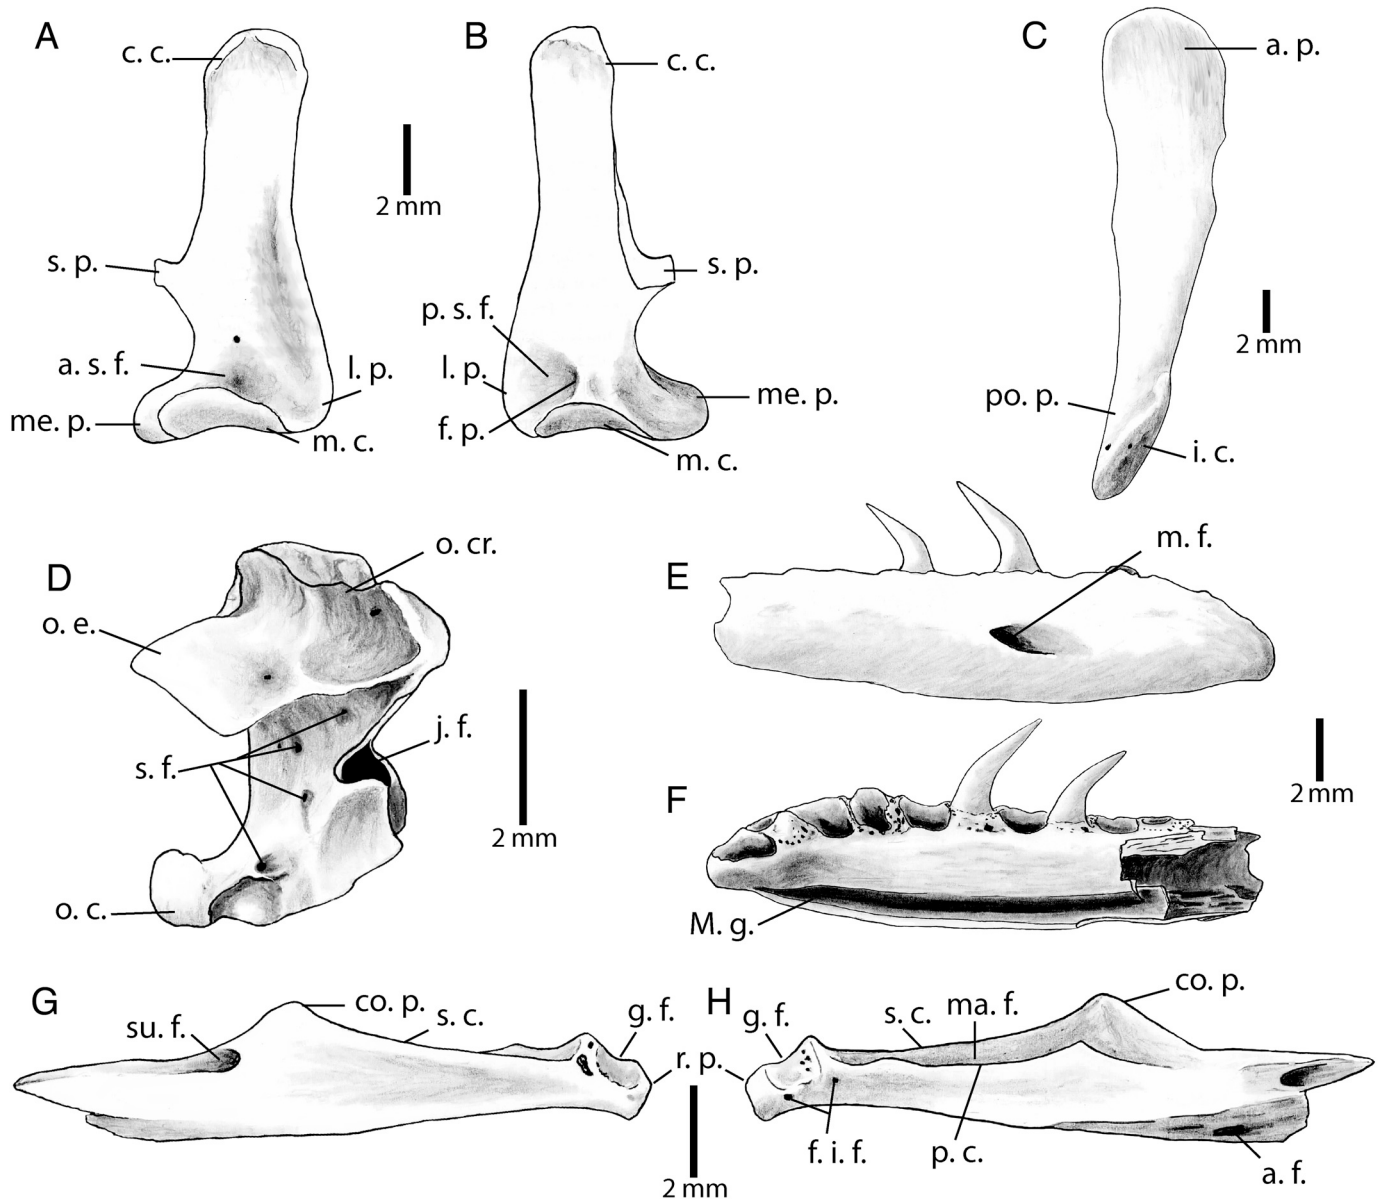 A
c. c.
s. p.
a. s. f.
me. p.
l. p.
m. c.
2 mm
B
c. c.
s. p.
p. s. f.
l. p.
f. p.
me. p.
m. c.
C
a. p.
2 mm
po. p.
i. c.
D
o. cr.
o. e.
s. f.
j. f.
o. c.
2 mm
E
m. f.
F
M. g.
2 mm
G
su. f.
co. p.
s. c.
g. f.
r. p.
2 mm
H
g. f.
s. c.
ma. f.
co. p.
f. i. f.
p. c.
a. f.